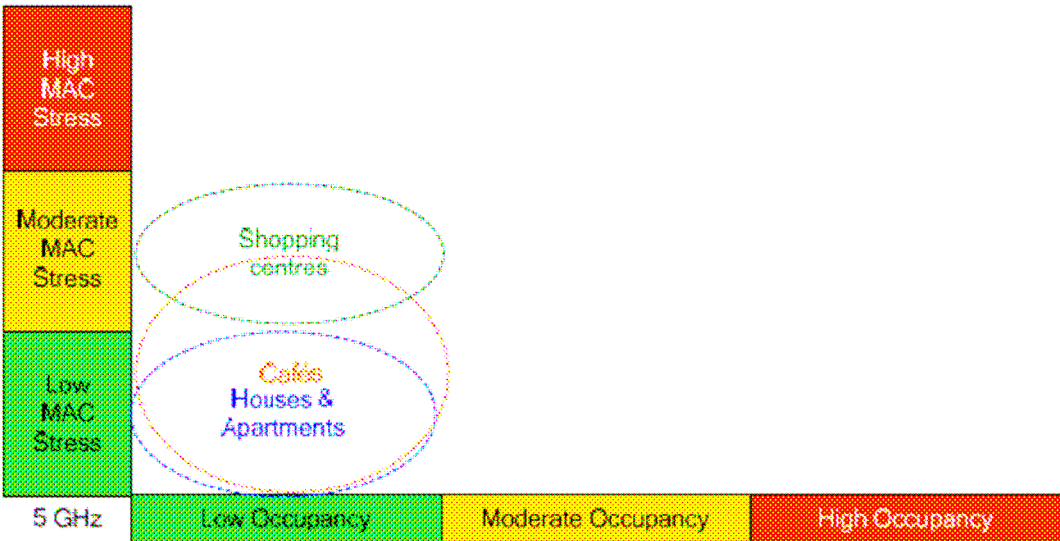 High
MAC
Stress
Moderate
MAC
Stress
Shopping
centres
Low
MAC
Stress
Cafés
Houses &
Apartments
5 GHz
Low Occupancy
Moderate Occupancy
High Occupancy